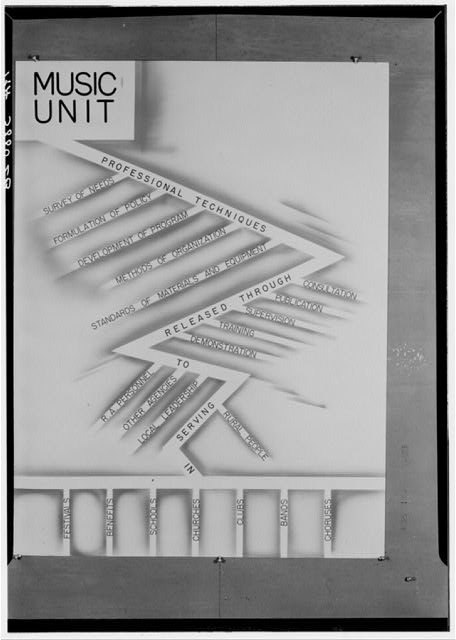 MUSIC
UNIT
PROFESSIONAL TECHNIQUES
SURVEY OF NEEDS
FORMULATION OF POLICY
DEVELOPMENT OF PROGRAM
METHODS OF ORGANIZATION
STANDARDS OF MATERIALS AND EQUIPMENT
RELEASED THROUGH
CONSULTATION
PUBLICATION
SUPERVISION
TRAINING
DEMONSTRATION
TO
R.A. PERSONNEL
OTHER AGENCIES
LOCAL LEADERSHIP
SERVING
RURAL PEOPLE
IN
FESTIVALS
BENEFITS
SCHOOLS
CHURCHES
CLUBS
BANDS
CHORUSES